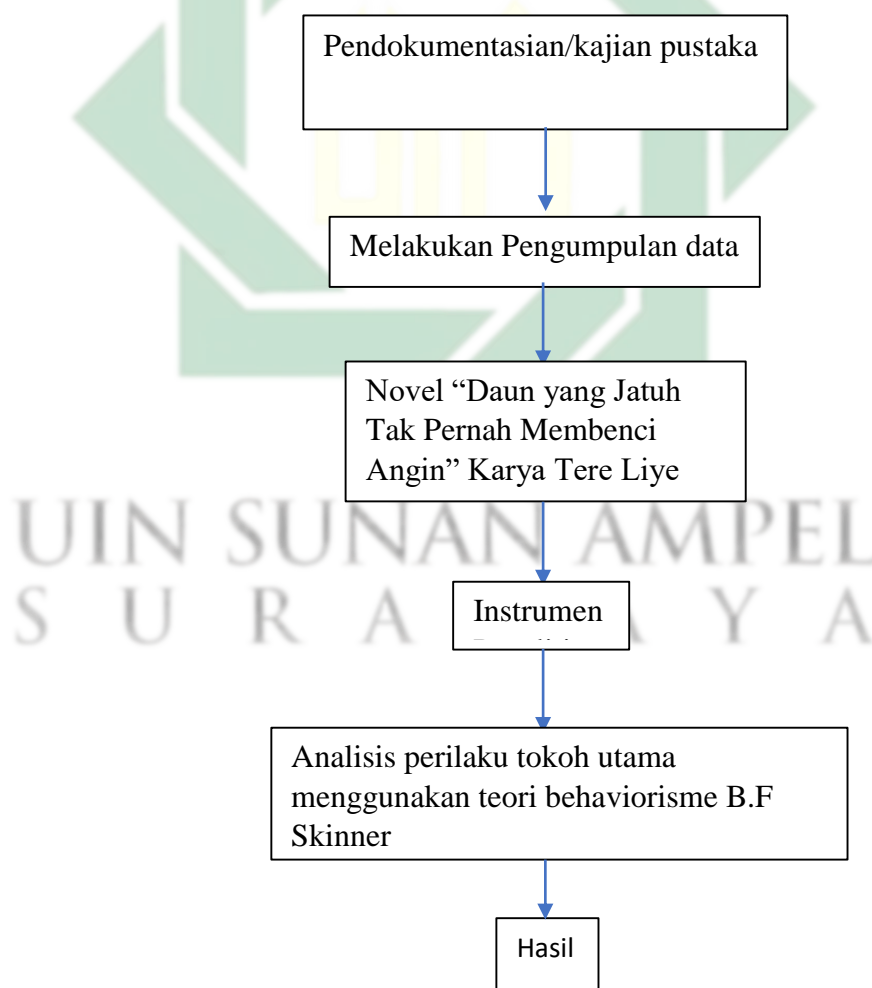 Pendokumentasian/kajian pustaka
Melakukan Pengumpulan data
Novel “Daun yang Jatuh
Tak Pernah Membenci
Angin” Karya Tere Liye
UIN SUNAN AMPEL
Instrumen
Analisis perilaku tokoh utama
menggunakan teori behaviorisme B.F
Skinner
Hasil